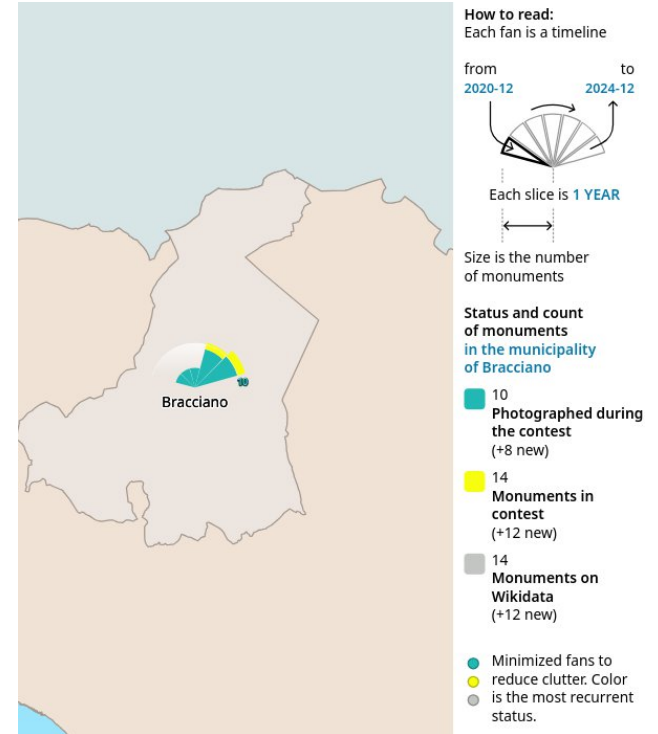 How to read:
Each fan is a timeline
from to
2020-12 2024-12
Each slice is 1 YEAR
Size is the number
of monuments
Status and count
of monuments
in the municipality
of Bracciano
10
Photographed during
the contest
(+8 new)
14
Monuments in
contest
(+12 new)
14
Monuments on
Wikidata
(+12 new)
Minimized fans to
reduce clutter. Color
is the most recurrent
status.
10
Bracciano